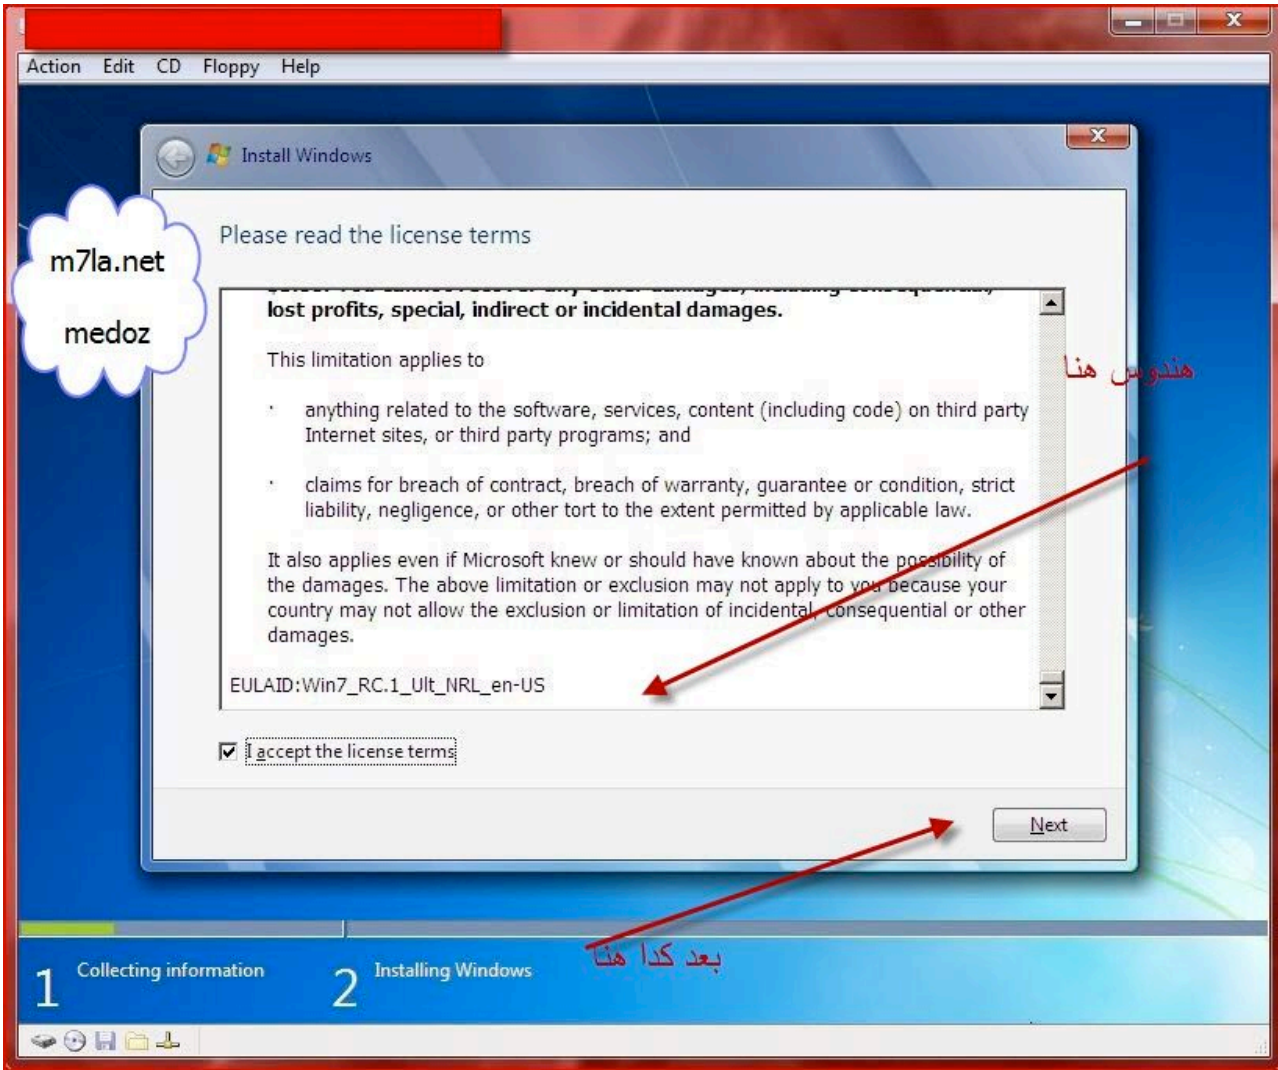 Action Edit CD Floppy Help
Install Windows
m7la.net
medoz
Please read the license terms
lost profits, special, indirect or incidental damages.
This limitation applies to
· anything related to the software, services, content (including code) on third party
Internet sites, or third party programs; and
· claims for breach of contract, breach of warranty, guarantee or condition, strict
liability, negligence, or other tort to the extent permitted by applicable law.
It also applies even if Microsoft knew or should have known about the possibility of
the damages. The above limitation or exclusion may not apply to you because your
country may not allow the exclusion or limitation of incidental, consequential or other
damages.
EULAID:Win7_RC.1_Ult_NRL_en-US
هندوس هنا
I accept the license terms
Next
بعد كدا هنا
1 Collecting information
2 Installing Windows